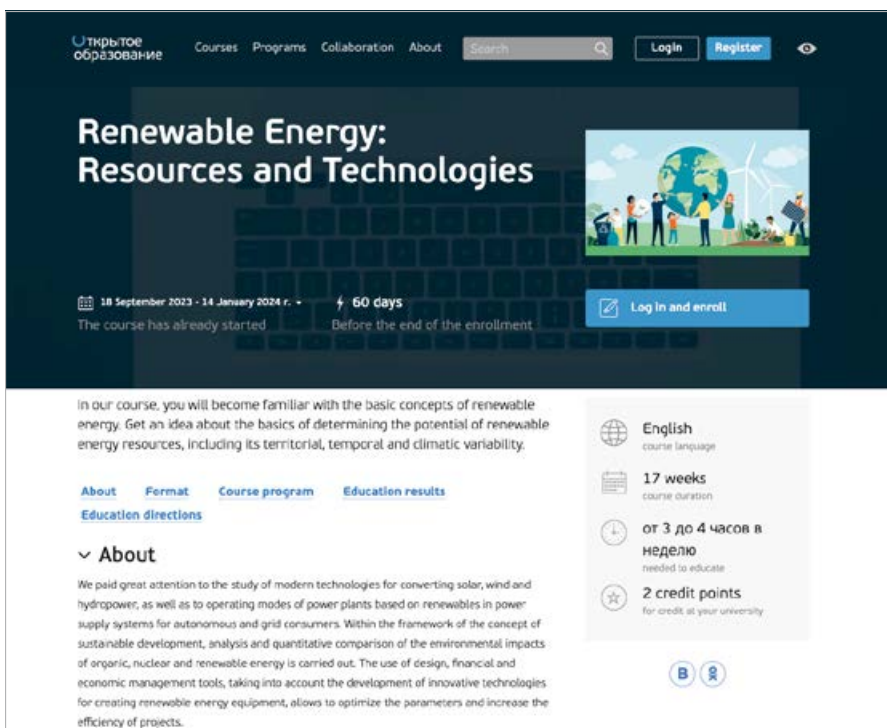 Открытое
образование
Courses Programs Collaboration About Search Login Register
Renewable Energy:
Resources and Technologies
18 September 2023 - 14 January 2024 г.
60 days
The course has already started
Before the end of the enrollment
Log in and enroll
In our course, you will become familiar with the basic concepts of renewable
energy. Get an idea about the basics of determining the potential of renewable
energy resources, including its territorial, temporal and climatic variability.
About Format Course program Education results
Education directions
About
We paid great attention to the study of modern technologies for converting solar, wind and
hydropower, as well as to operating modes of power plants based on renewables in power
supply systems for autonomous and grid consumers. Within the framework of the concept of
sustainable development, analysis and quantitative comparison of the environmental impacts
of organic, nuclear and renewable energy is carried out. The use of design, financial and
economic management tools, taking into account the development of innovative technologies
for creating renewable energy equipment, allows to optimize the parameters and increase the
efficiency of projects.
English
course language
17 weeks
course duration
от 3 до 4 часов в
неделю
needed to educate
2 credit points
for credit at your university
В